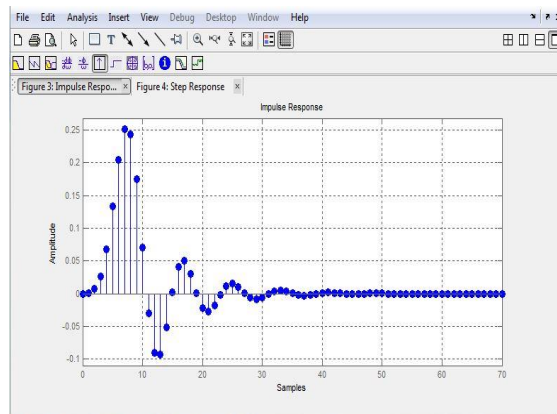 File Edit Analysis Insert View Debug Desktop Window Help
Figure 3: Impulse Respo... × Figure 4: Step Response ×
Impulse Response
Amplitude
0.25
0.2
0.15
0.1
0.05
0
-0.05
-0.1
0 10 20 30 40 50 60 70
Samples